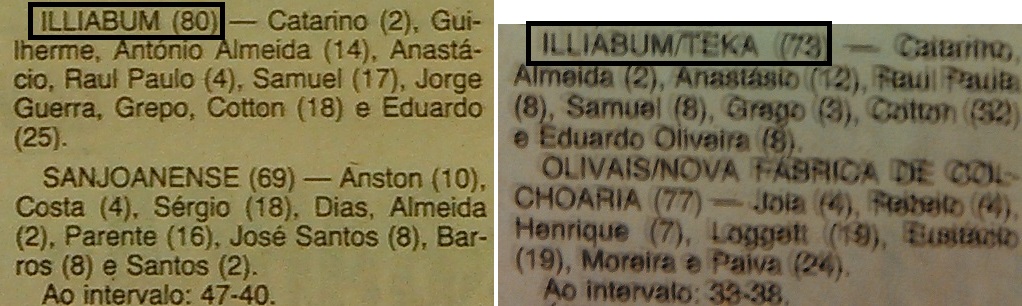 ILLIABUM (80) — Catarino (2), Gui-
lherme, António Almeida (14), Anastá-
cio, Raul Paulo (4), Samuel (17), Jorge
Guerra, Grepo, Cotton (18) e Eduardo
(25).
SANJOANENSE (69) — Anston (10),
Costa (4), Sérgio (18), Dias, Almeida
(2), Parente (16), José Santos (8), Bar-
ros (8) e Santos (2).
Ao intervalo: 47-40.
ILLIABUM/TEKA (73) — Catarino,
Almeida (2), Anastásio (12), Raul Paula
(8), Samuel (8), Grego (3), Cotton (32)
e Eduardo Oliveira (8).
OLIVAIS/NOVA FÁBRICA DE COL-
CHOARIA (77) — Joia (4), Rebelo (4),
Henrique (7), Loggett (19), Eustácio
(19), Moreira e Paiva (24).
Ao intervalo: 33-38.